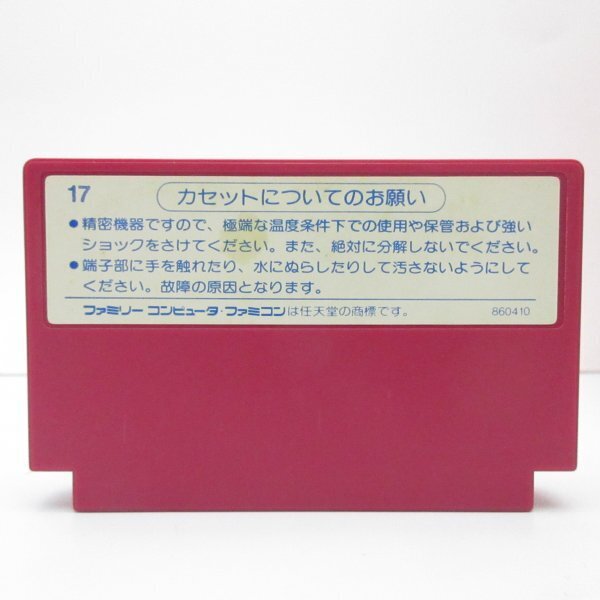 17
カセットについてのお願い
●精密機器ですので、極端な温度条件下での使用や保管および強い
ショックをさけてください。また、絶対に分解しないでください。
●端子部に手を触れたり、水にぬらしたりして汚さないようにして
ください。故障の原因となります。
ファミリー コンピュータ・ファミコンは任天堂の商標です。 860410